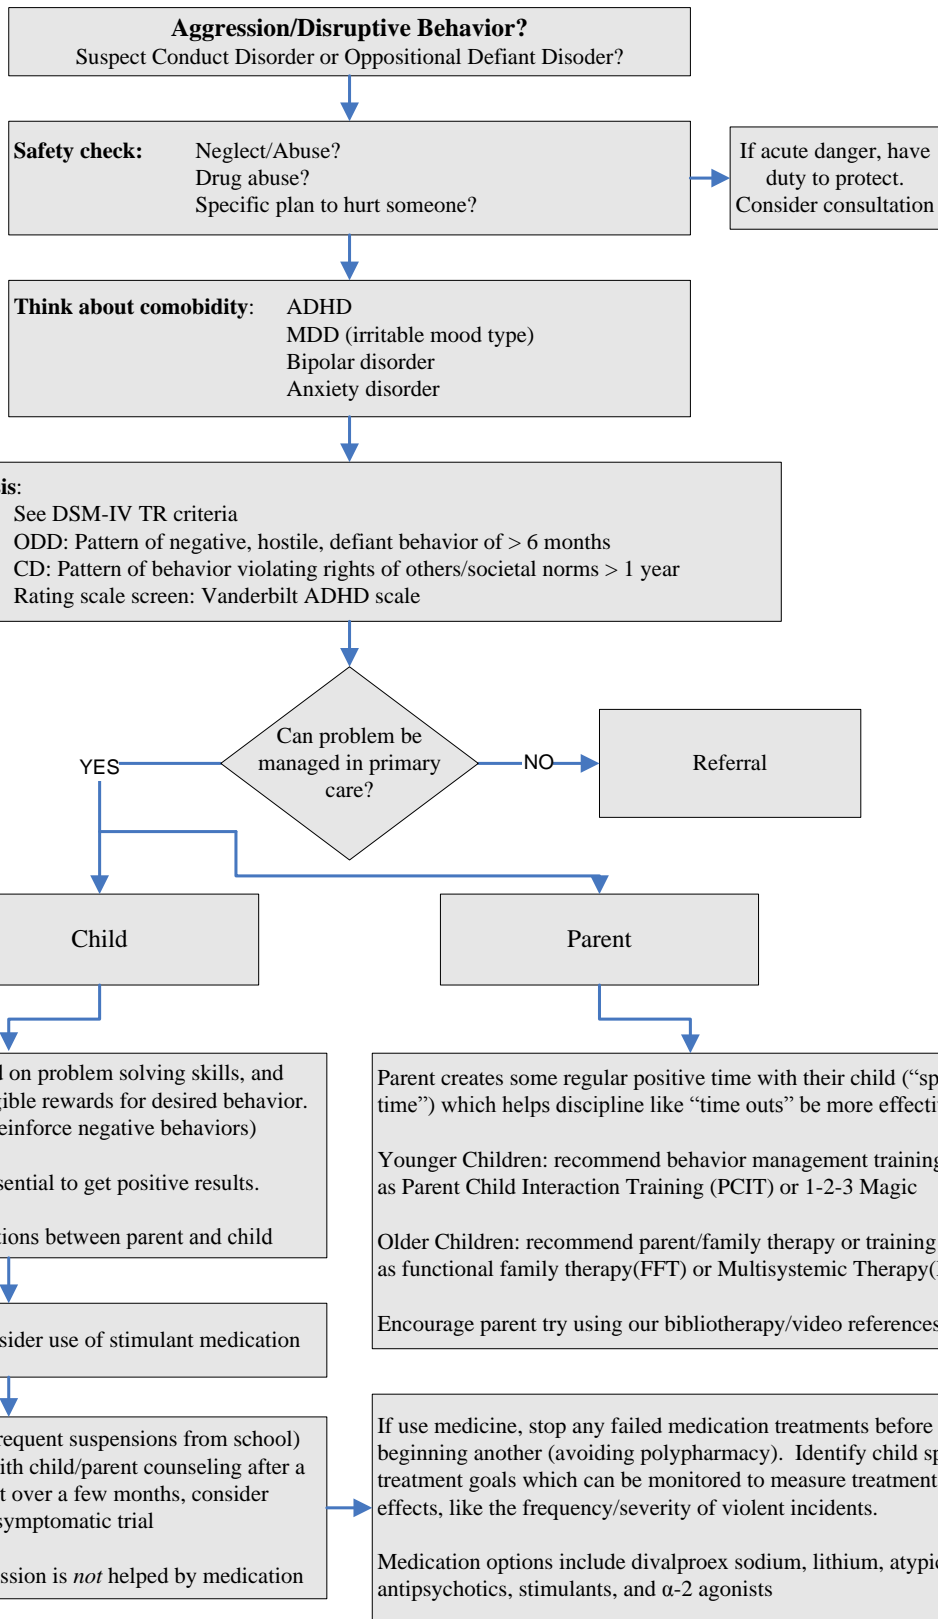 Aggression/Disruptive Behavior?
Suspect Conduct Disorder or Oppositional Defiant Disoder?
Safety check: Neglect/Abuse?
Drug abuse?
Specific plan to hurt someone?
If acute danger, have
duty to protect.
Consider consultation
Think about comobidity: ADHD
MDD (irritable mood type)
Bipolar disorder
Anxiety disorder
sis:
See DSM-IV TR criteria
ODD: Pattern of negative, hostile, defiant behavior of > 6 months
CD: Pattern of behavior violating rights of others/societal norms > 1 year
Rating scale screen: Vanderbilt ADHD scale
Can problem be
managed in primary
care?
YES
NO
Referral
Child
Parent
on problem solving skills, and
gible rewards for desired behavior.
reinforce negative behaviors)
sential to get positive results.
tions between parent and child
Parent creates some regular positive time with their child (“sp
time”) which helps discipline like “time outs” be more effecti
Younger Children: recommend behavior management training
as Parent Child Interaction Training (PCIT) or 1-2-3 Magic
Older Children: recommend parent/family therapy or training
as functional family therapy(FFT) or Multisystemic Therapy(
Encourage parent try using our bibliotherapy/video references
sider use of stimulant medication
requent suspensions from school)
ith child/parent counseling after a
t over a few months, consider
symptomatic trial
ssion is not helped by medication
If use medicine, stop any failed medication treatments before
beginning another (avoiding polypharmacy). Identify child sp
treatment goals which can be monitored to measure treatment
effects, like the frequency/severity of violent incidents.
Medication options include divalproex sodium, lithium, atypic
antipsychotics, stimulants, and α-2 agonists